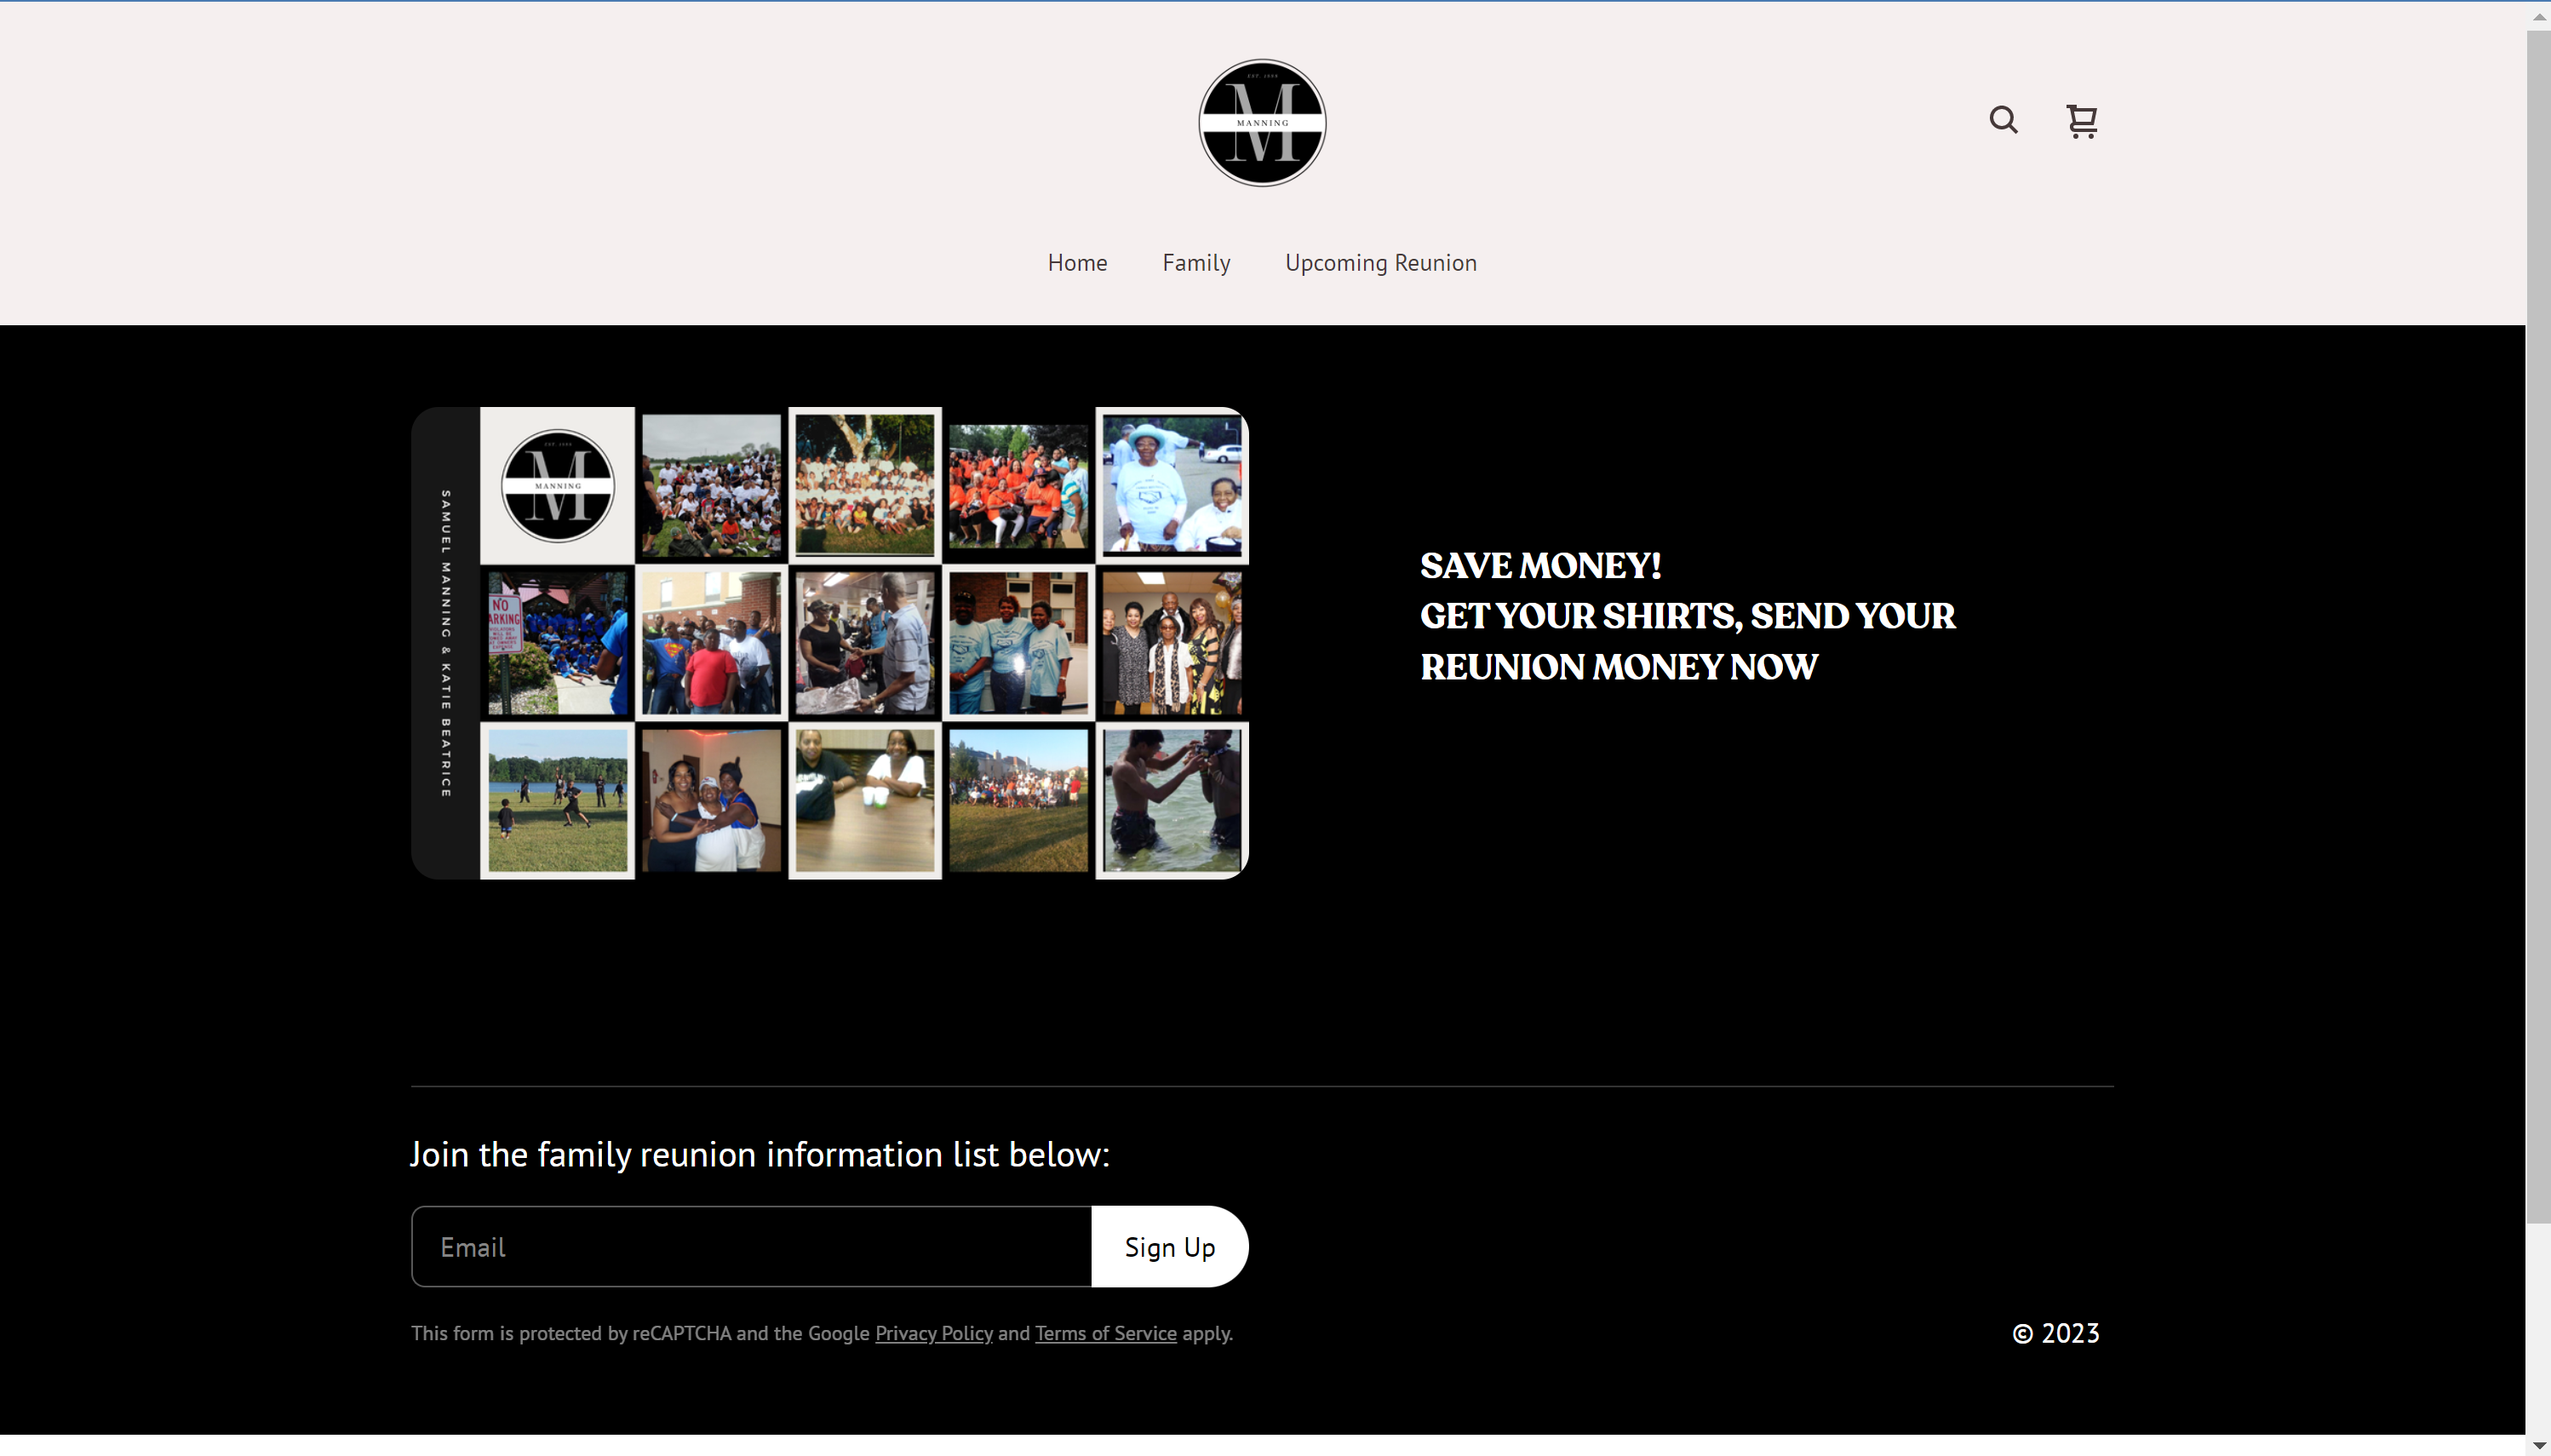 MANNING
Home
Family
Upcoming Reunion
SAMUEL MANNING & KATIE BEATRICE
MANNING
NO
PARKING
SAVE MONEY!
GET YOUR SHIRTS, SEND YOUR
REUNION MONEY NOW
Join the family reunion information list below:
Email
Sign Up
This form is protected by reCAPTCHA and the Google Privacy Policy and Terms of Service apply.
© 2023